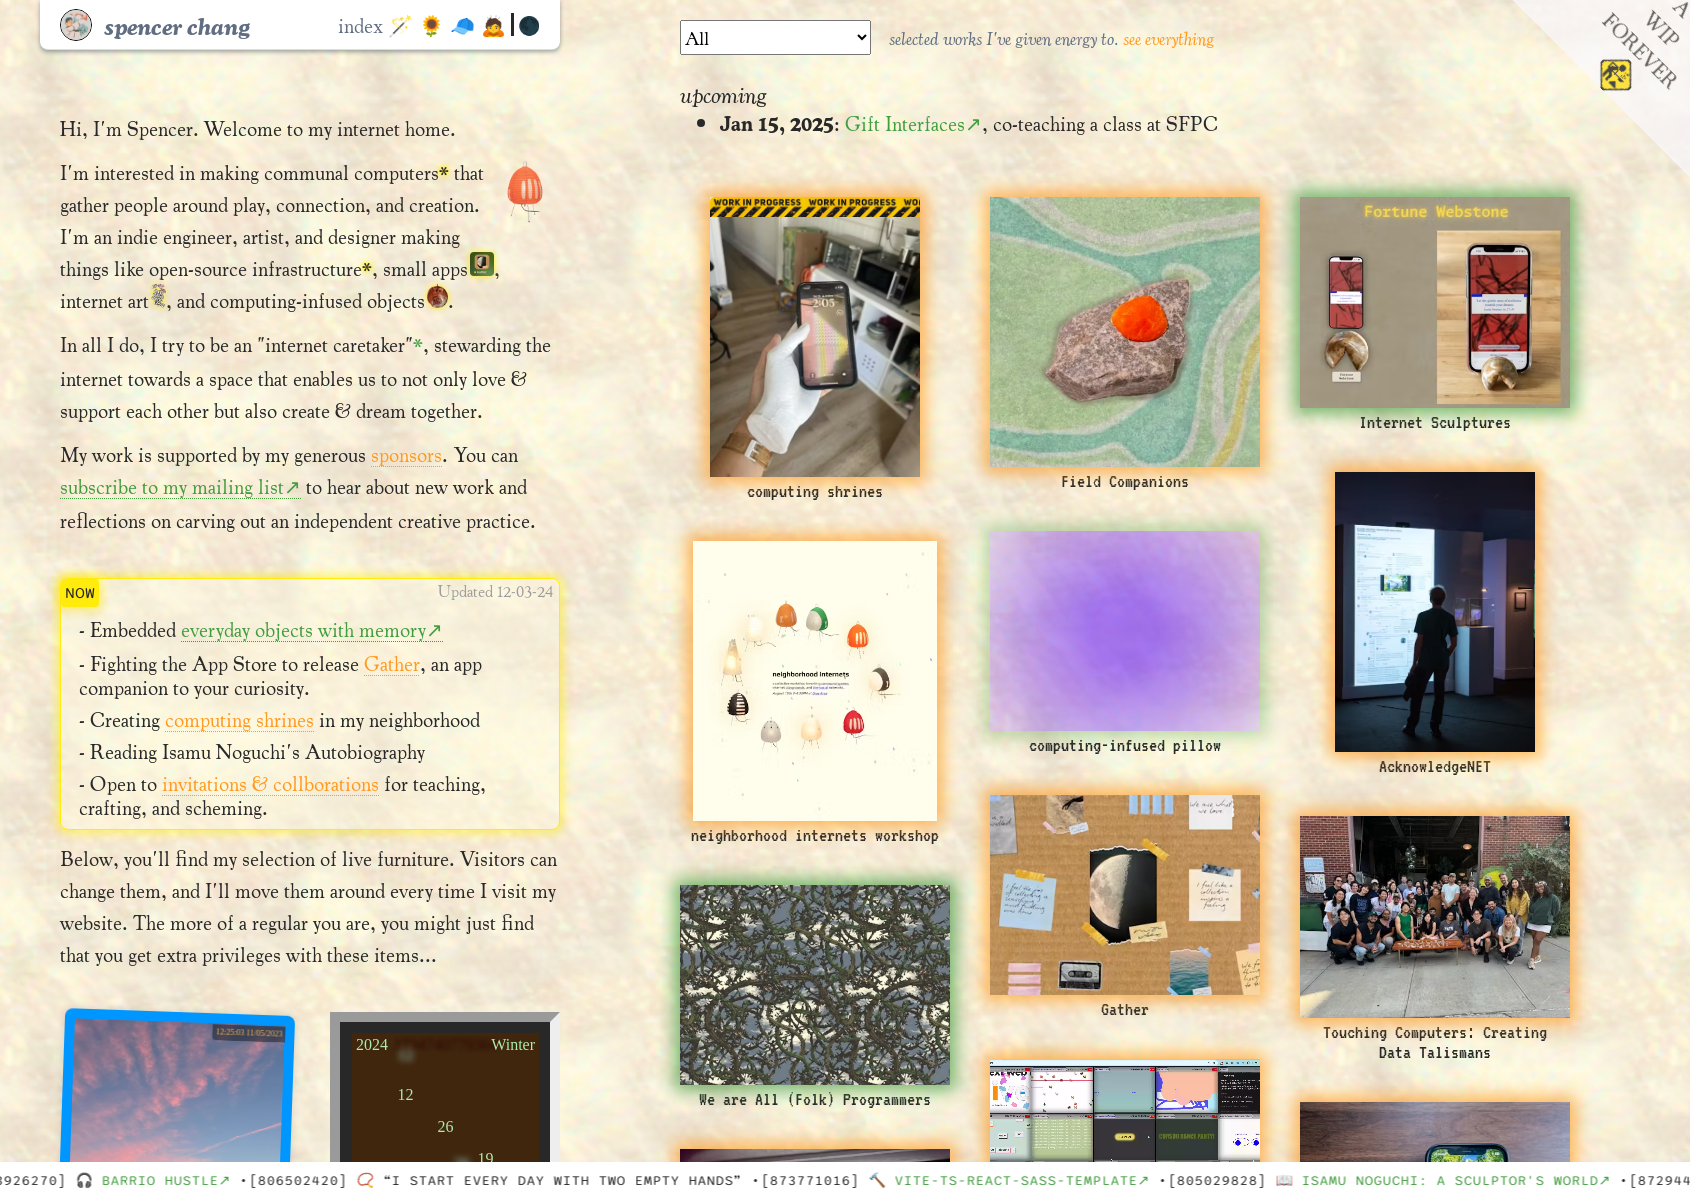 spencer chang
index
Hi, I'm Spencer. Welcome to my internet home.
I'm interested in making communal computers* that
gather people around play, connection, and creation.
I'm an indie engineer, artist, and designer making
things like open-source infrastructure*, small apps,
internet art, and computing-infused objects.
In all I do, I try to be an "internet caretaker"*, stewarding the
internet towards a space that enables us to not only love &
support each other but also create & dream together.
My work is supported by my generous sponsors. You can
subscribe to my mailing list↗ to hear about new work and
reflections on carving out an independent creative practice.
NOW
Updated 12-03-24
- Embedded everyday objects with memory↗
- Fighting the App Store to release Gather, an app
companion to your curiosity.
- Creating computing shrines in my neighborhood
- Reading Isamu Noguchi's Autobiography
- Open to invitations & collborations for teaching,
crafting, and scheming.
Below, you'll find my selection of live furniture. Visitors can
change them, and I'll move them around every time I visit my
website. The more of a regular you are, you might just find
that you get extra privileges with these items...
12:25:03 11/05/2023
2024
Winter
12
26
19
All
selected works I've given energy to. see everything
A
WIP
FOREVER
upcoming
• Jan 15, 2025: Gift Interfaces↗, co-teaching a class at SFPC
WORK IN PROGRESS WORK IN PROGRESS
computing shrines
Field Companions
Fortune Webstone
Internet Sculptures
neighborhood internets
neighborhood internets workshop
computing-infused pillow
AcknowledgeNET
We are All (Folk) Programmers
Gather
Touching Computers: Creating
Data Talismans
3926270] 🎧 BARRIO HUSTLE↗ •[806502420] "I START EVERY DAY WITH TWO EMPTY HANDS" •[873771016] 🔨 VITE-TS-REACT-SASS-TEMPLATE↗ •[805029828] 📖 ISAMU NOGUCHI: A SCULPTOR'S WORLD↗ •[872944